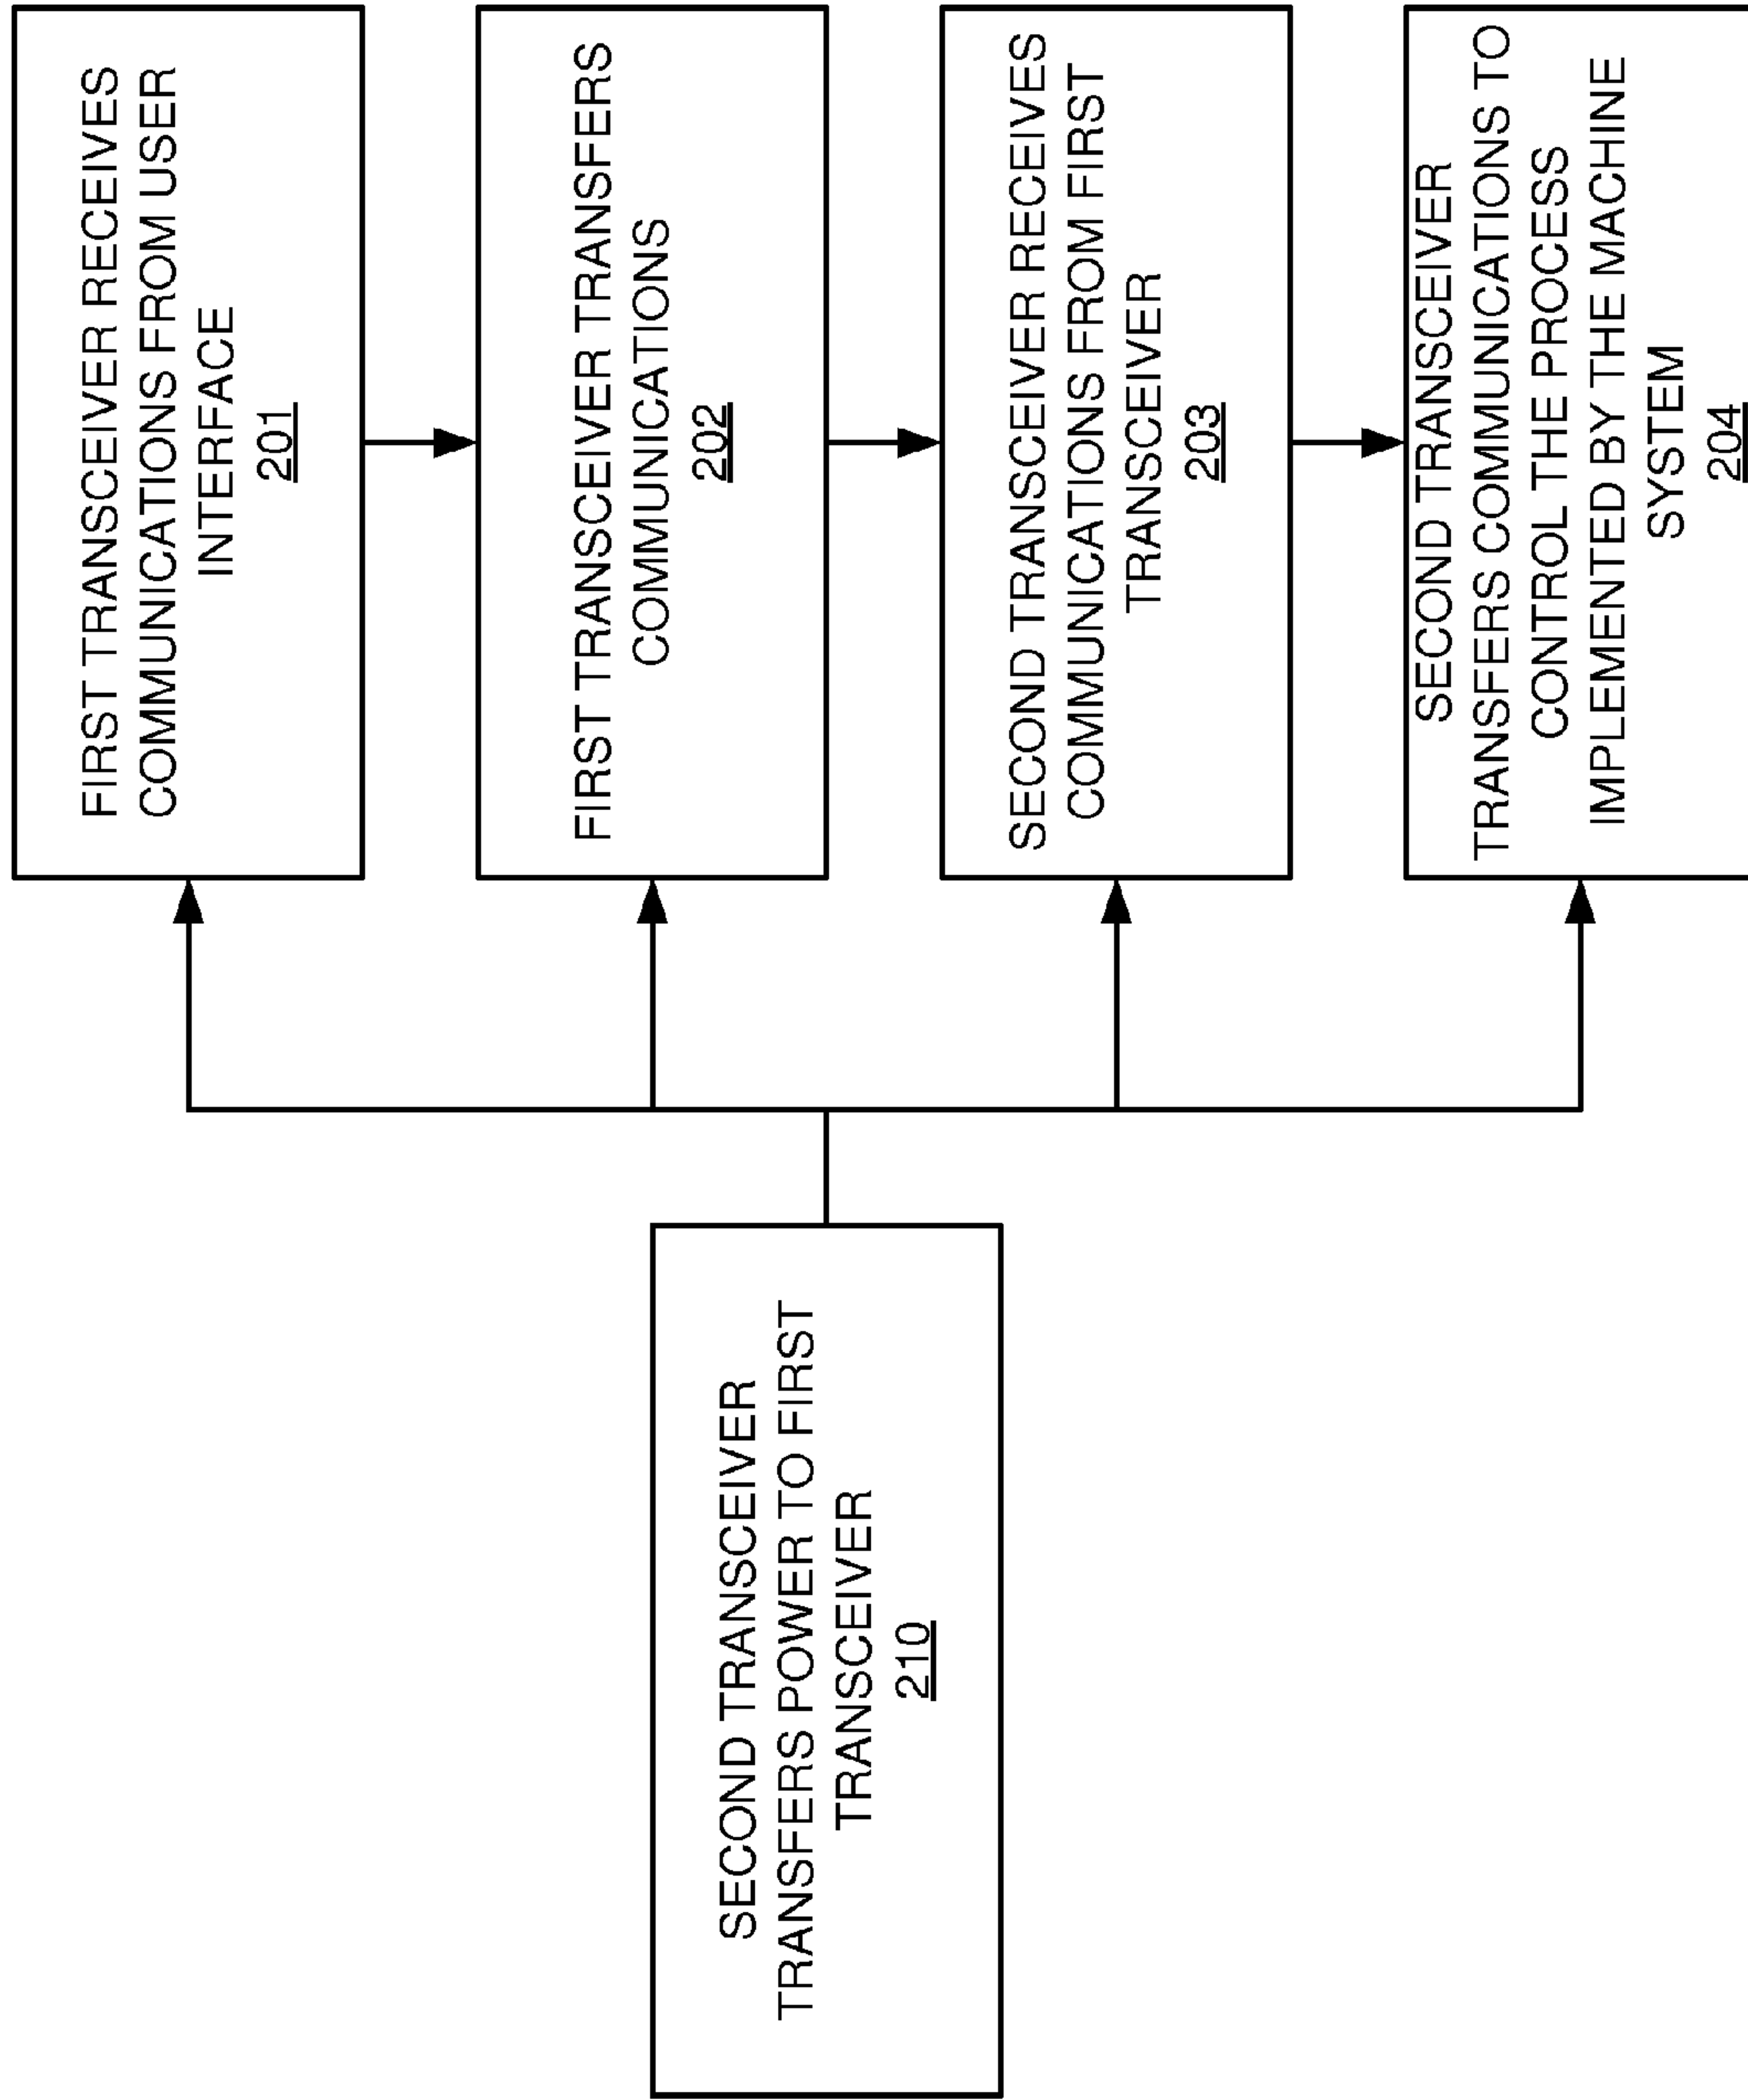 FIRST TRANSCEIVER RECEIVES
COMMUNICATIONS FROM USER
INTERFACE
201
FIRST TRANSCEIVER TRANSFERS
COMMUNICATIONS
202
SECOND TRANSCEIVER RECEIVES
COMMUNICATIONS FROM FIRST
TRANSCEIVER
203
SECOND TRANSCEIVER
TRANSFERS COMMUNICATIONS TO
CONTROL THE PROCESS
IMPLEMENTED BY THE MACHINE
SYSTEM
204
SECOND TRANSCEIVER
TRANSFERS POWER TO FIRST
TRANSCEIVER
210